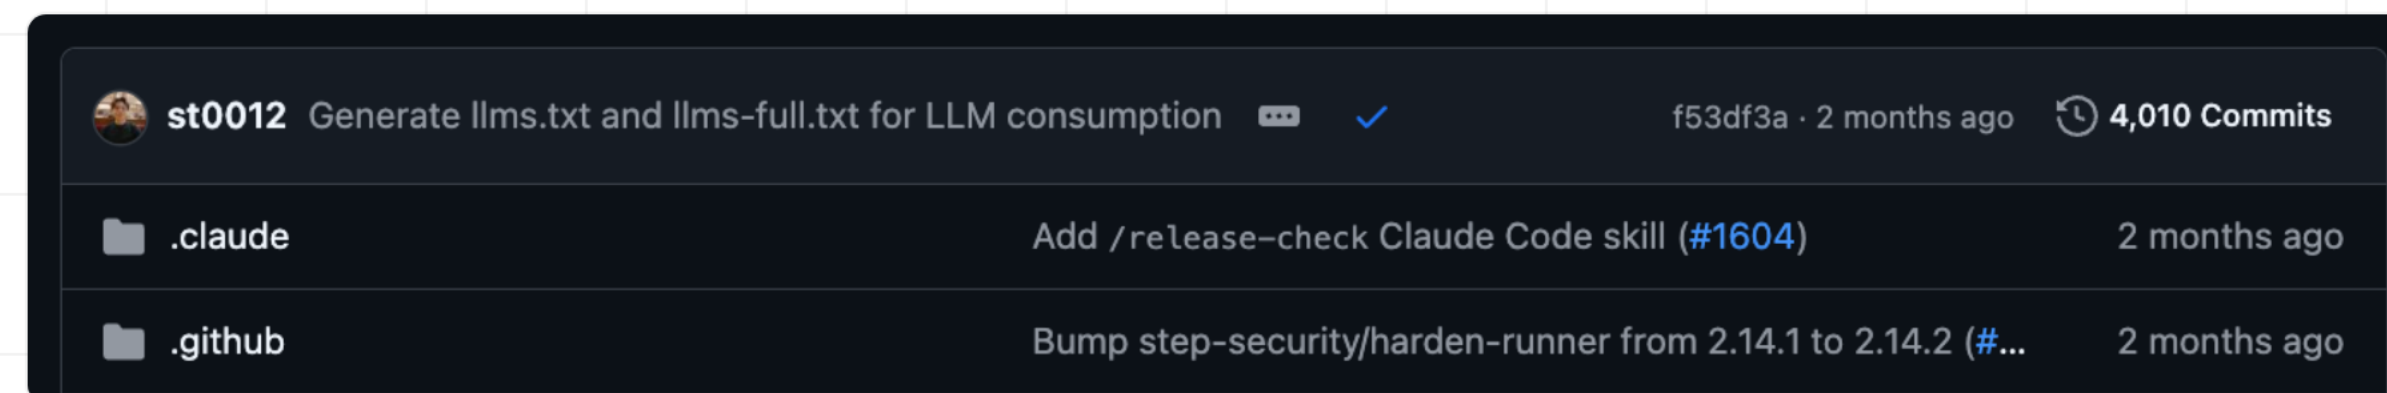 st0012 Generate llms.txt and llms-full.txt for LLM consumption f53df3a · 2 months ago 4,010 Commits
.claude Add /release-check Claude Code skill (#1604) 2 months ago
.github Bump step-security/harden-runner from 2.14.1 to 2.14.2 (#... 2 months ago